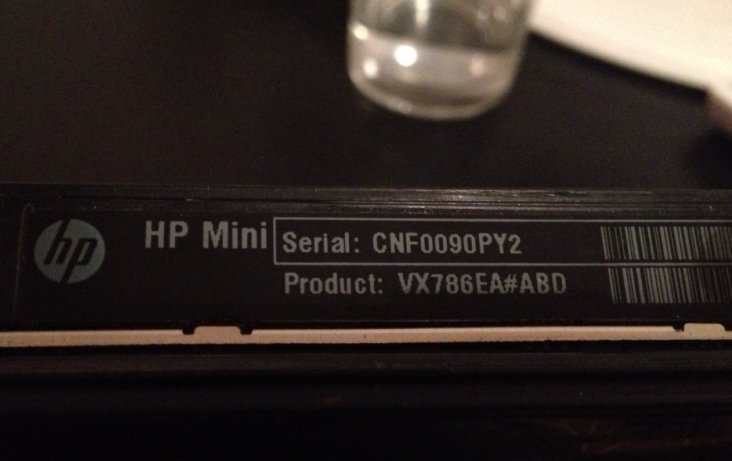 hp HP Mini Serial: CNF0090PY2
Product: VX786EA#ABD